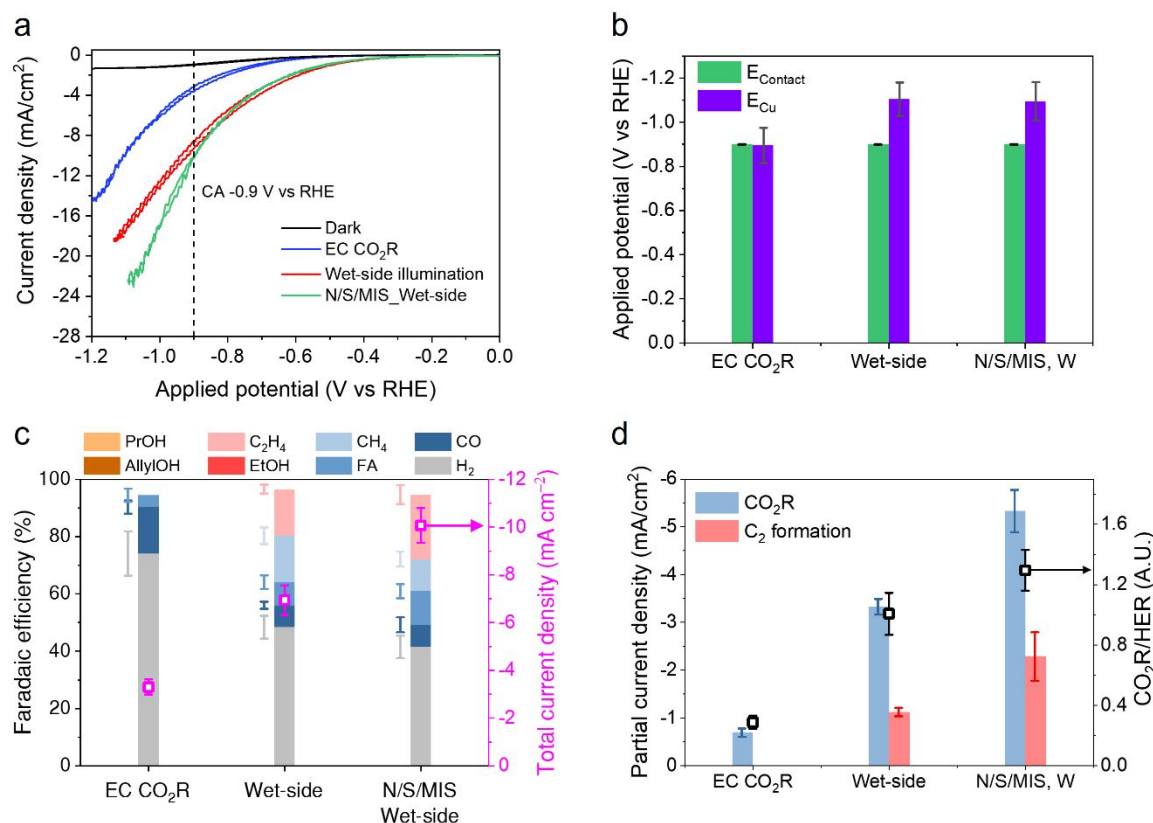 a
Current density (mA/cm²)
0
-4
-8
-12
-16
-20
-24
-28
CA -0.9 V vs RHE
Dark
EC CO₂R
Wet-side illumination
N/S/MIS_Wet-side
-1.2
-1.0
-0.8
-0.6
-0.4
-0.2
0.0
Applied potential (V vs RHE)
b
Applied potential (V vs RHE)
-1.2
-1.0
-0.8
-0.6
-0.4
-0.2
0.0
E_Contact
E_Cu
EC CO₂R
Wet-side
N/S/MIS, W
c
PrOH
C₂H₄
CH₄
CO
AllylOH
EtOH
FA
H₂
Faradaic efficiency (%)
100
80
60
40
20
0
-12
-10
-8
-6
-4
-2
0
Total current density (mA cm⁻²)
EC CO₂R
Wet-side
N/S/MIS
Wet-side
d
Partial current density (mA/cm²)
-6
-5
-4
-3
-2
-1
0
CO₂R
C₂ formation
1.6
1.2
0.8
0.4
0.0
CO₂R/HER (A.U.)
EC CO₂R
Wet-side
N/S/MIS, W